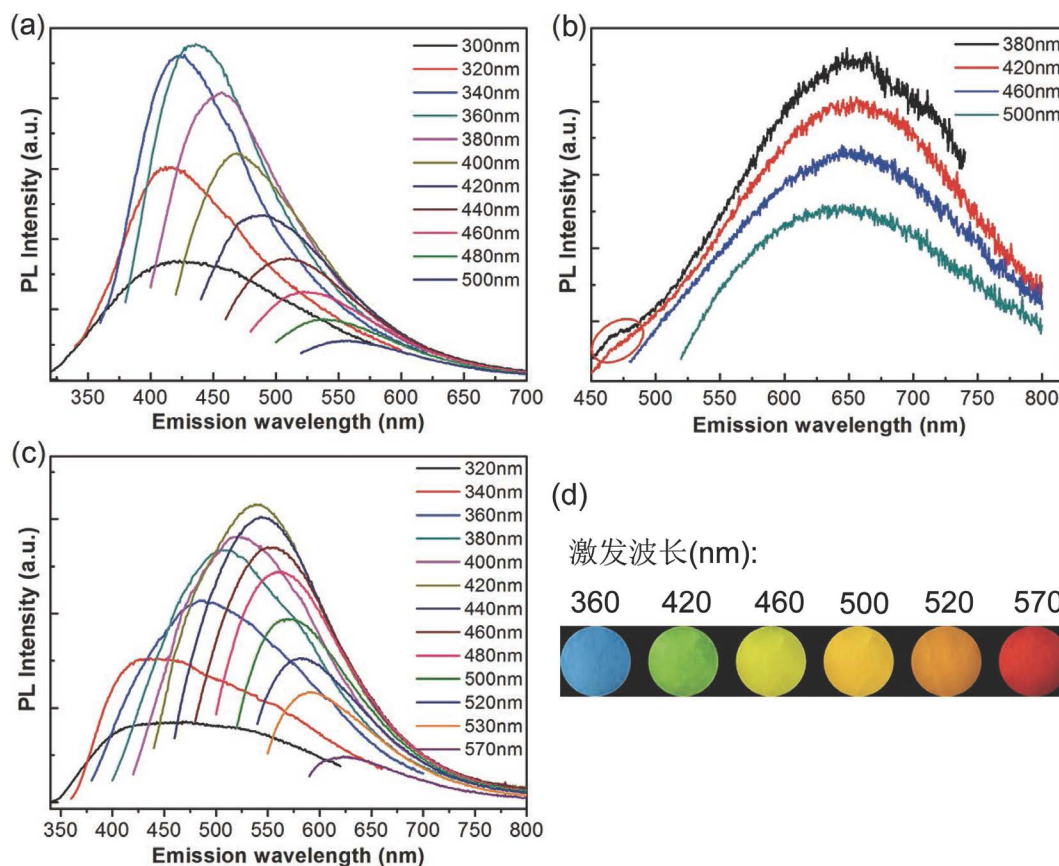 (a)
300nm
320nm
340nm
360nm
380nm
400nm
420nm
440nm
460nm
480nm
500nm
PL Intensity (a.u.)
350 400 450 500 550 600 650 700
Emission wavelength (nm)
(b)
380nm
420nm
460nm
500nm
PL Intensity (a.u.)
450 500 550 600 650 700 750 800
Emission wavelength (nm)
(c)
320nm
340nm
360nm
380nm
400nm
420nm
440nm
460nm
480nm
500nm
520nm
530nm
570nm
PL Intensity (a.u.)
350 400 450 500 550 600 650 700 750 800
Emission wavelength (nm)
(d)
激发波长(nm):
360 420 460 500 520 570